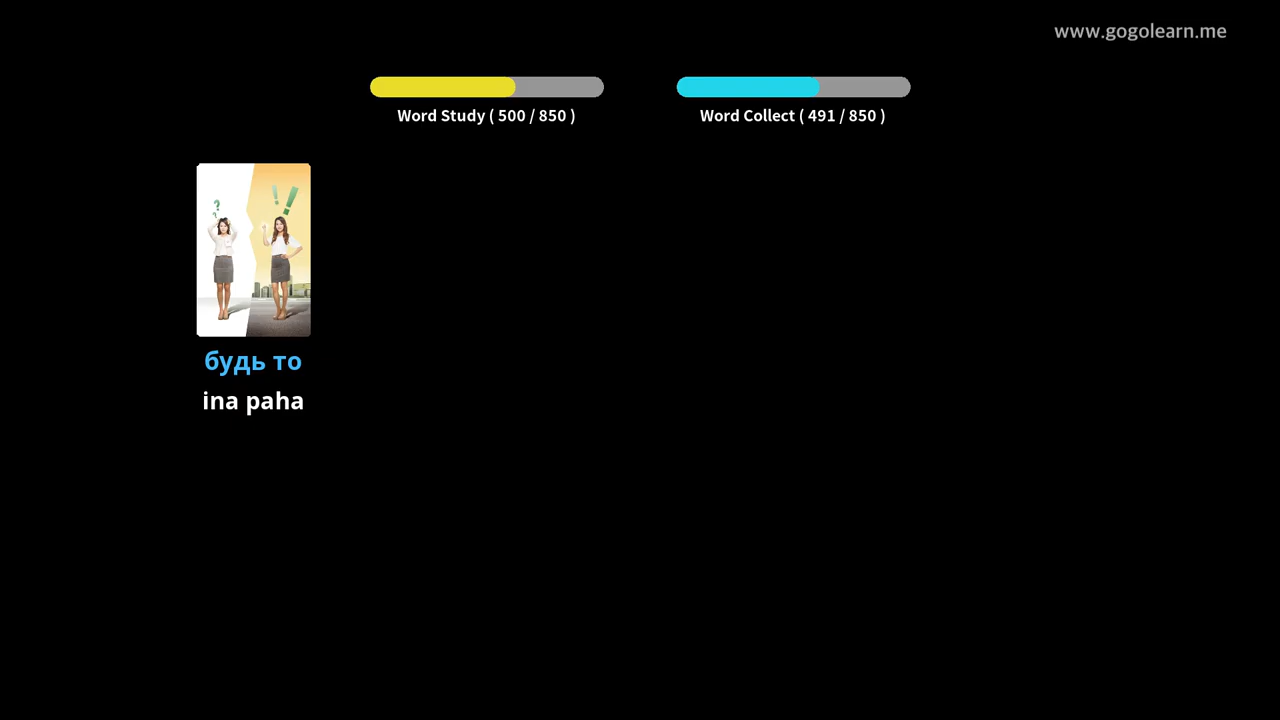 www.gogolearn.me
Word Study ( 500 / 850 )
Word Collect ( 491 / 850 )
будь то
ina paha